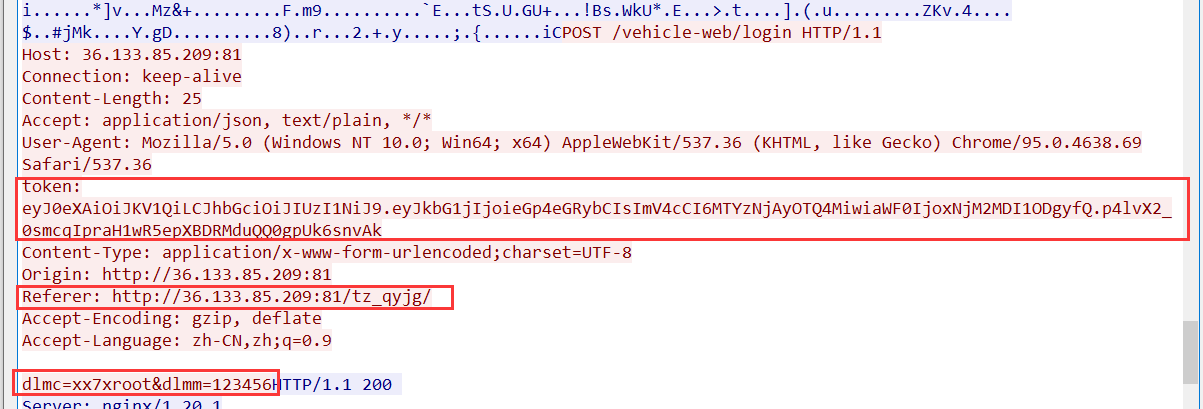 i......*]v...Mz&+.........F.m9..........`E...tS.U.GU+...!Bs.WkU*.E...>.t....].(.u.........ZKv.4....
$..#jMk....Y.gD..........8)..r...2.+.y.....;.{......iCPOST /vehicle-web/login HTTP/1.1
Host: 36.133.85.209:81
Connection: keep-alive
Content-Length: 25
Accept: application/json, text/plain, */*
User-Agent: Mozilla/5.0 (Windows NT 10.0; Win64; x64) AppleWebKit/537.36 (KHTML, like Gecko) Chrome/95.0.4638.69
Safari/537.36
token:
eyJ0eXAiOiJKV1QiLCJhbGciOiJIUzI1NiJ9.eyJkbG1jIjoieGp4eGRybCIsImV4cCI6MTYzNjAyOTQ4MiwiaWF0IjoxNjM2MDI1ODgyfQ.p4lvX2_
0smcqIpraH1wR5epXBDRMduQQ0gpUk6snvAk
Content-Type: application/x-www-form-urlencoded;charset=UTF-8
Origin: http://36.133.85.209:81
Referer: http://36.133.85.209:81/tz_qyjg/
Accept-Encoding: gzip, deflate
Accept-Language: zh-CN,zh;q=0.9
dlmc=xx7xroot&dlmm=123456HTTP/1.1 200
Server: nginx/1.20.1